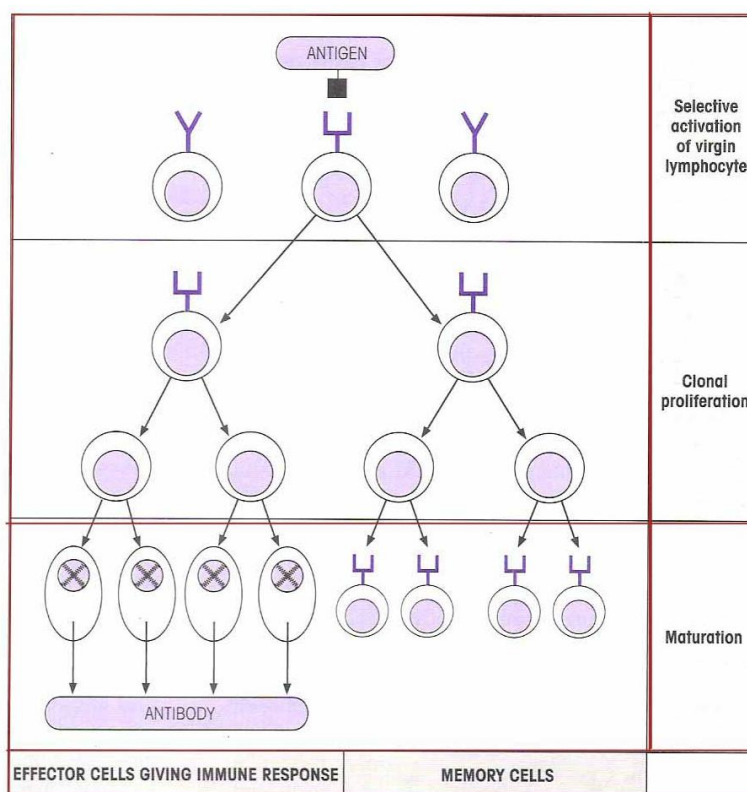 ANTIGEN
Selective
activation
of virgin
lymphocyte
Clonal
proliferation
Maturation
ANTIBODY
EFFECTOR CELLS GIVING IMMUNE RESPONSE
MEMORY CELLS